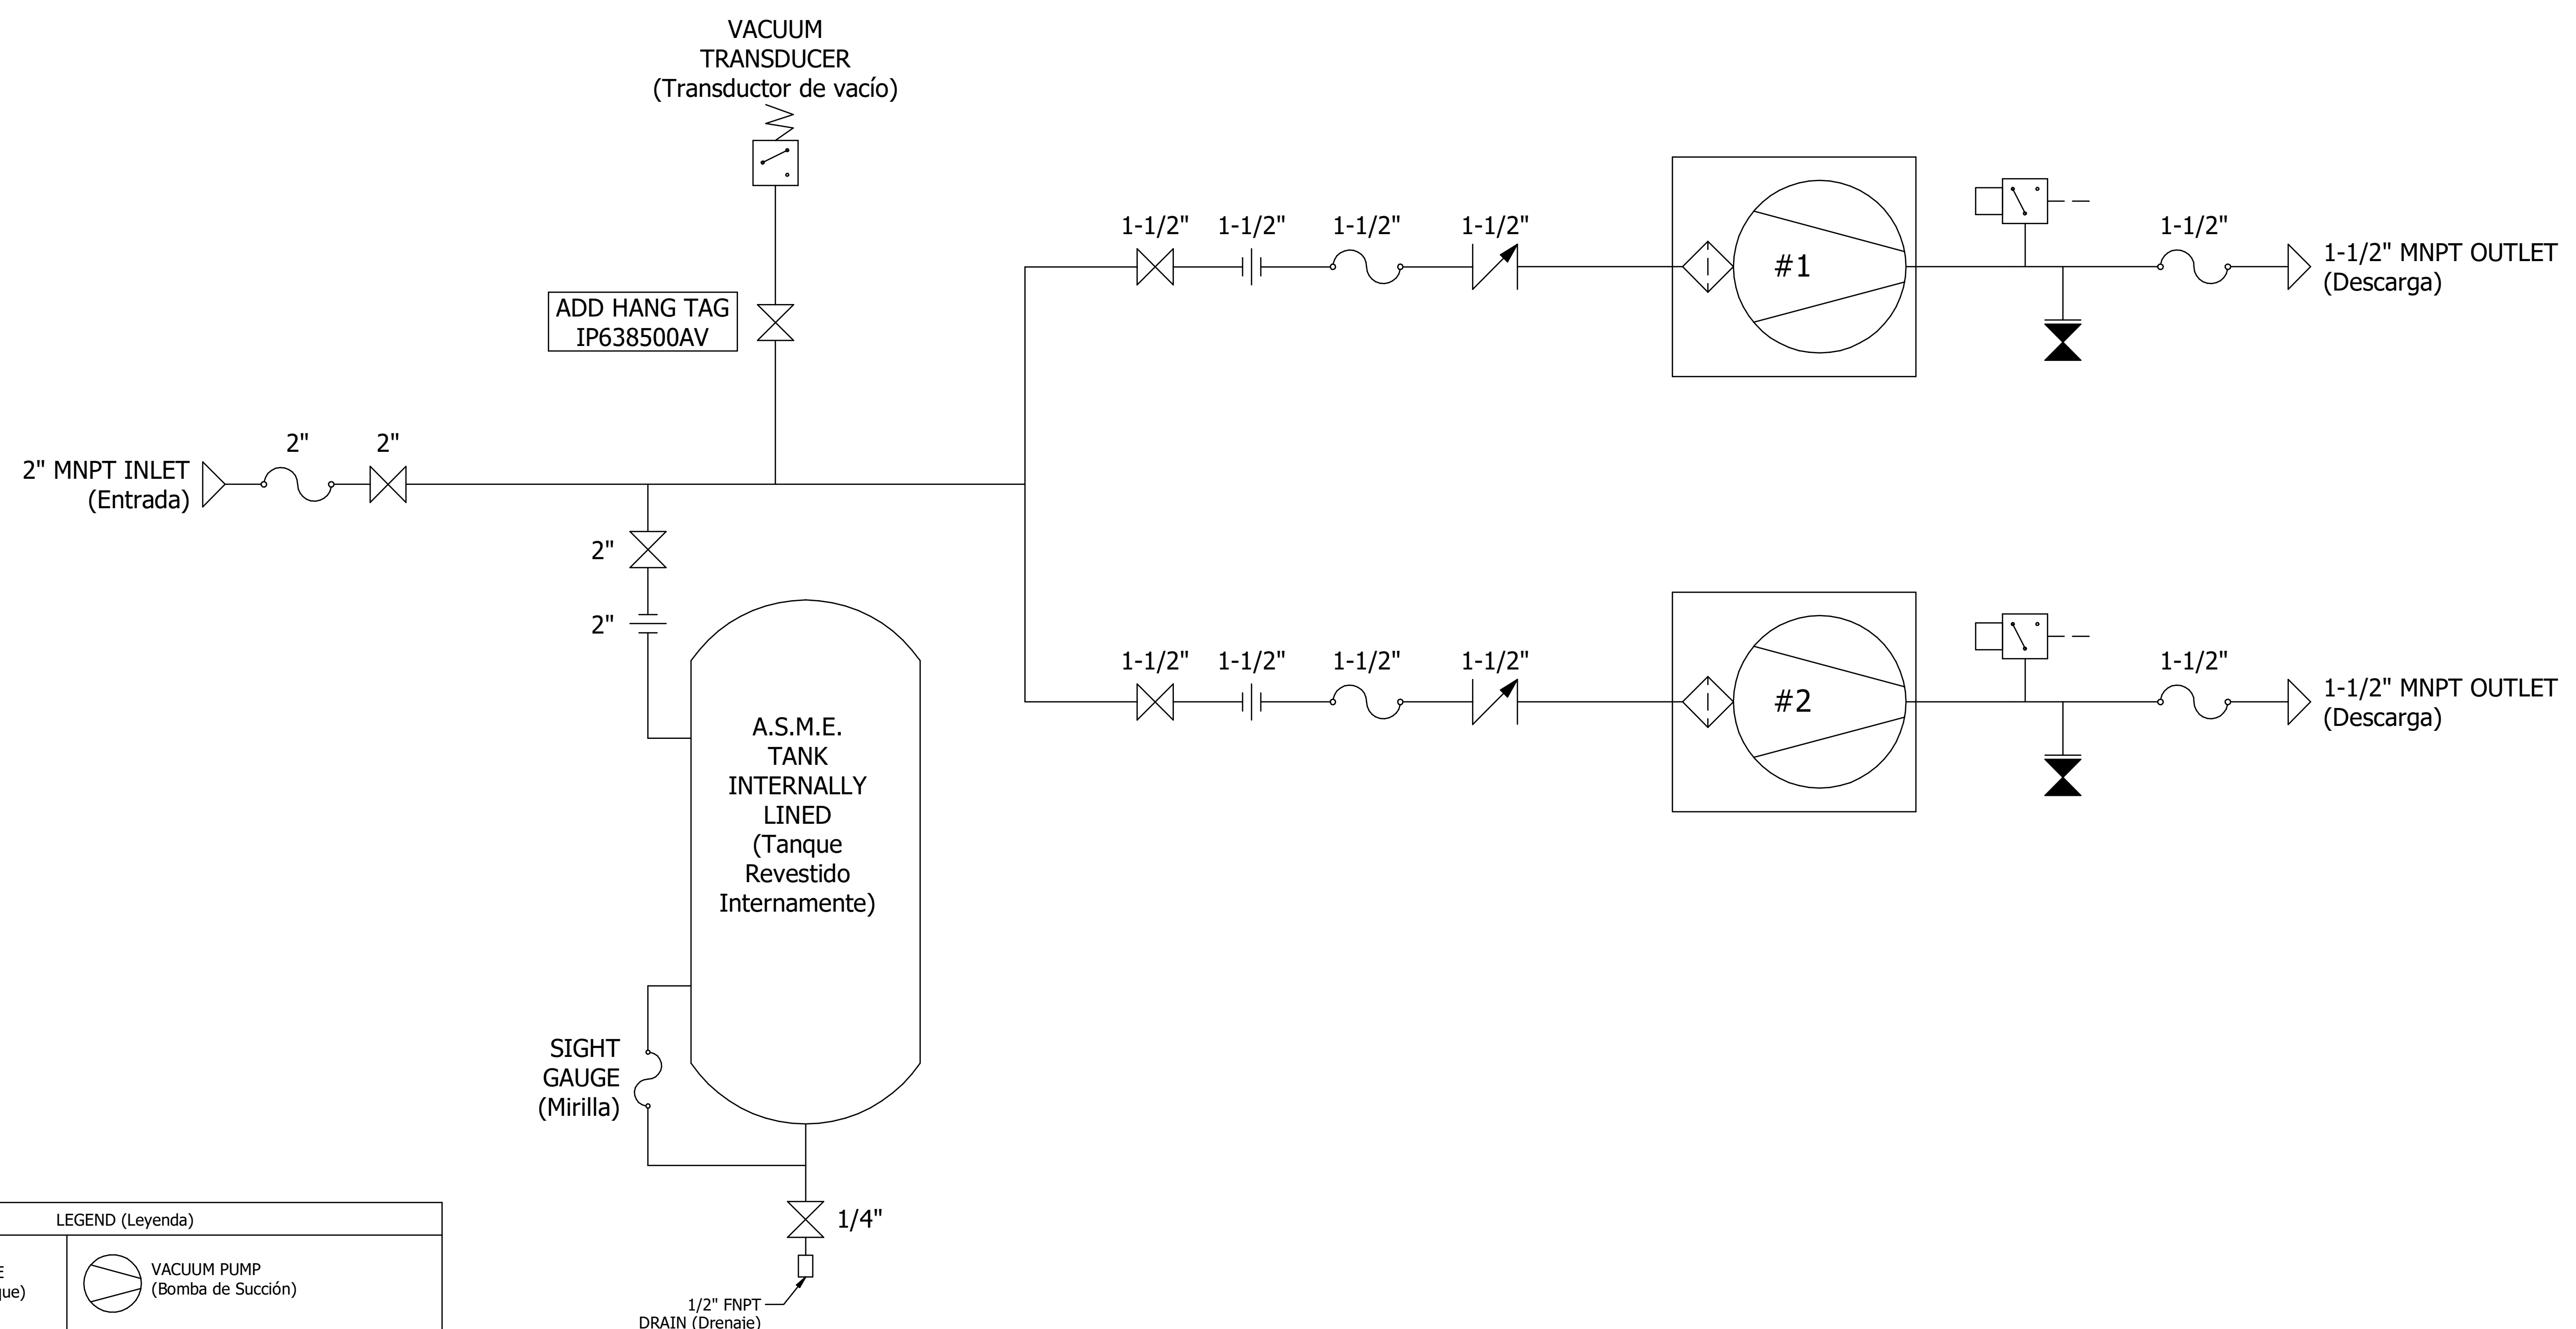 VACUUM
TRANSDUCER
(Transductor de vacío)
ADD HANG TAG
IP638500AV
2" MNPT INLET
(Entrada)
2"
2"
2"
2"
1-1/2"
1-1/2"
1-1/2"
1-1/2"
#1
1-1/2"
1-1/2" MNPT OUTLET
(Descarga)
1-1/2"
1-1/2"
1-1/2"
1-1/2"
#2
1-1/2"
1-1/2" MNPT OUTLET
(Descarga)
A.S.M.E.
TANK
INTERNALLY
LINED
(Tanque
Revestido
Internamente)
SIGHT
GAUGE
(Mirilla)
1/4"
1/2" FNPT
DRAIN (Drenaje)
LEGEND (Leyenda)
VACUUM PUMP
(Bomba de Succión)